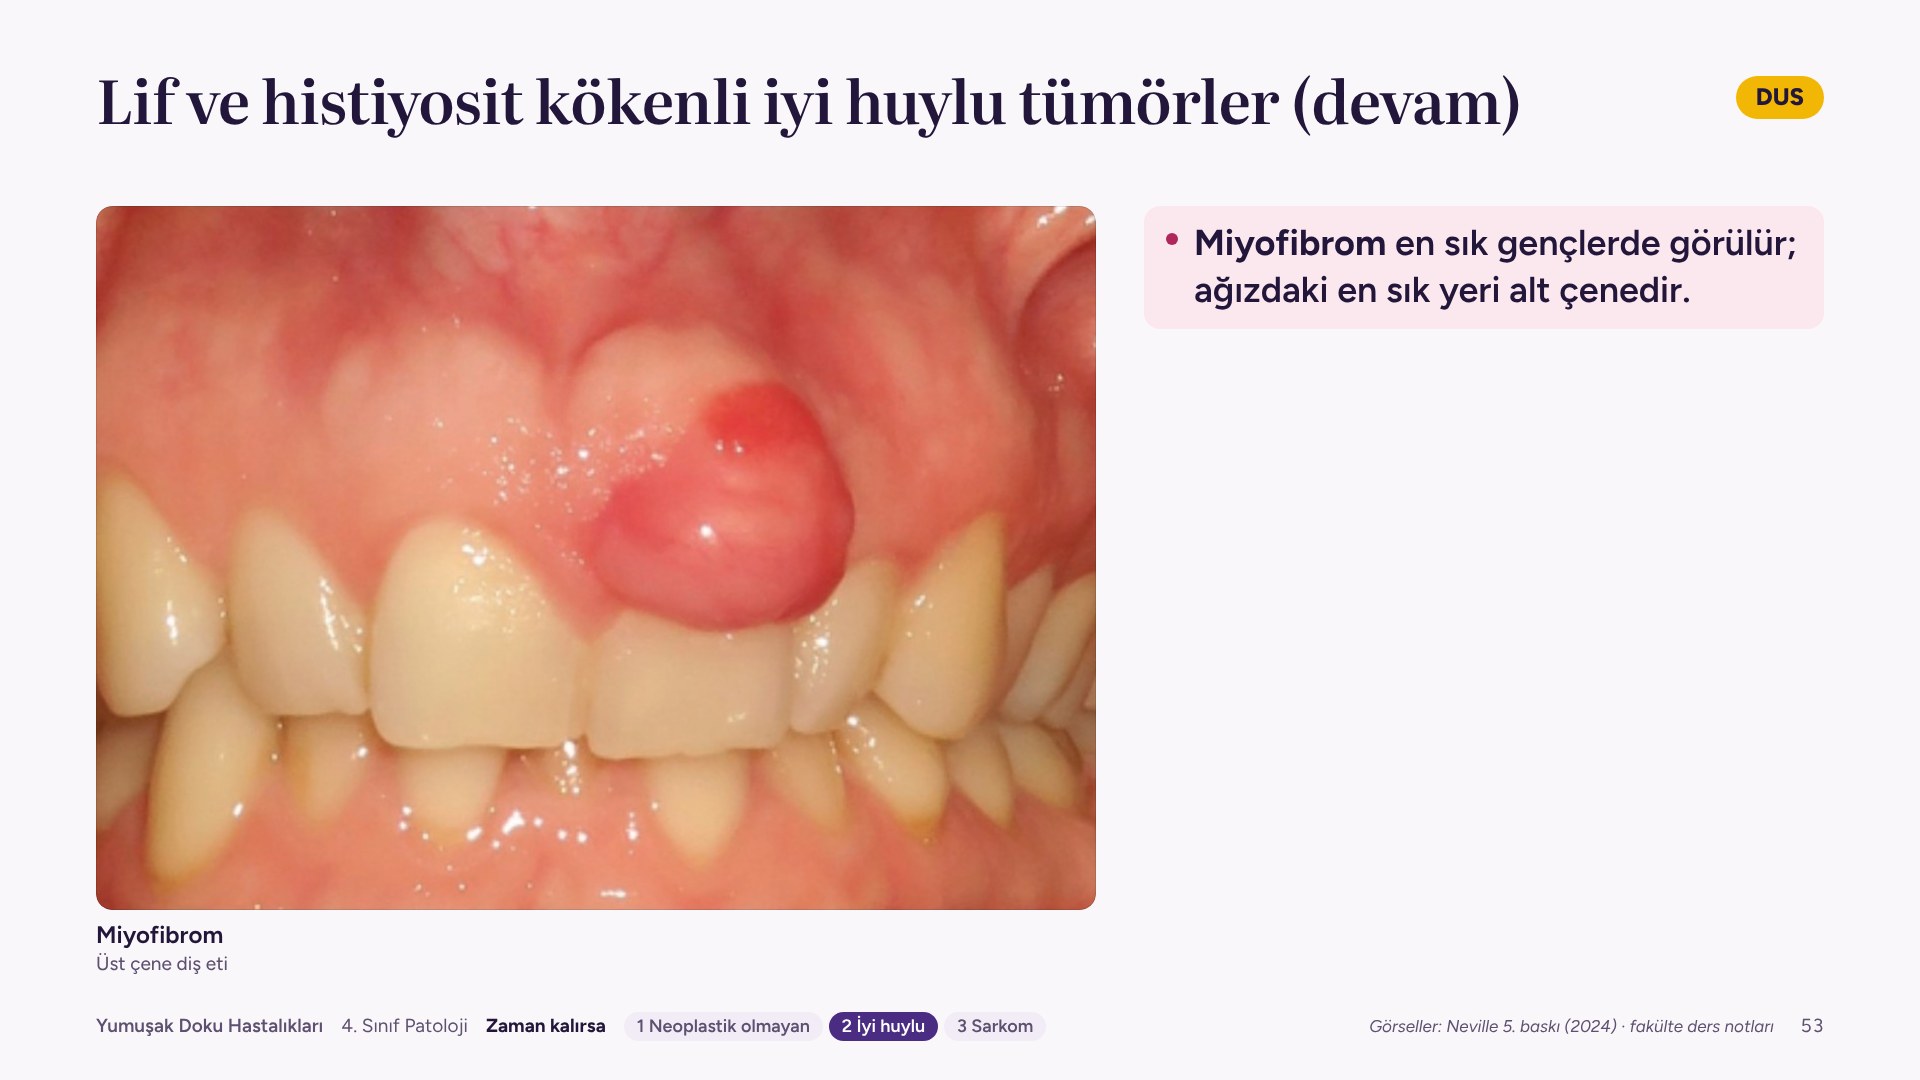 Lif ve histiyosit kökenli iyi huylu tümörler (devam)
DUS
Miyofibrom en sık gençlerde görülür;
ağızdaki en sık yeri alt çenedir.
Miyofibrom
Üst çene diş eti
Yumuşak Doku Hastalıkları 4. Sınıf Patoloji Zaman kalırsa 1 Neoplastik olmayan 2 İyi huylu 3 Sarkom
Görseller: Neville 5. baskı (2024) · fakülte ders notları 53